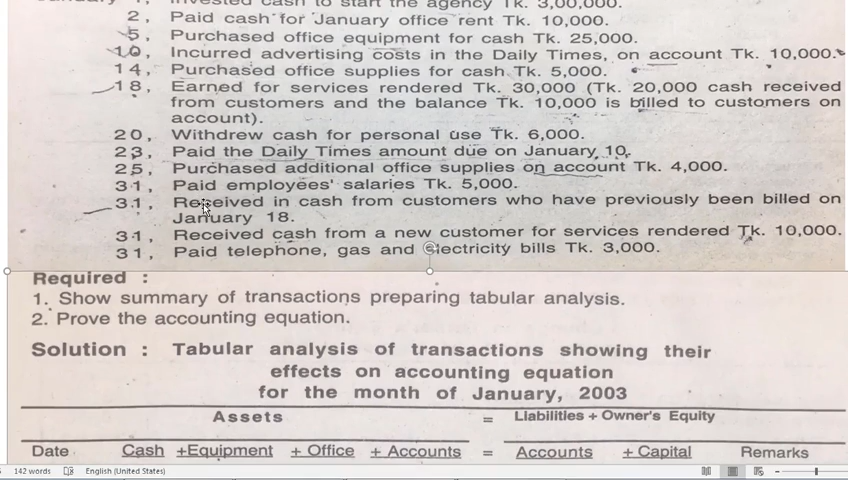 1, Invested cash to start the agency Tk. 3,00,000.
2, Paid cash for January office rent Tk. 10,000.
5, Purchased office equipment for cash Tk. 25,000.
10, Incurred advertising costs in the Daily Times, on account Tk. 10,000.
14, Purchased office supplies for cash Tk. 5,000.
18, Earned for services rendered Tk. 30,000 (Tk. 20,000 cash received
from customers and the balance Tk. 10,000 is billed to customers on
account).
20, Withdrew cash for personal use Tk. 6,000.
23, Paid the Daily Times amount due on January 10.
25, Purchased additional office supplies on account Tk. 4,000.
31, Paid employees' salaries Tk. 5,000.
31, Received in cash from customers who have previously been billed on
January 18.
31, Received cash from a new customer for services rendered Tk. 10,000.
31, Paid telephone, gas and electricity bills Tk. 3,000.
Required :
1. Show summary of transactions preparing tabular analysis.
2. Prove the accounting equation.
Solution : Tabular analysis of transactions showing their
effects on accounting equation
for the month of January, 2003
Assets = Liabilities + Owner's Equity
Date Cash +Equipment + Office + Accounts = Accounts + Capital Remarks
142 words English (United States)